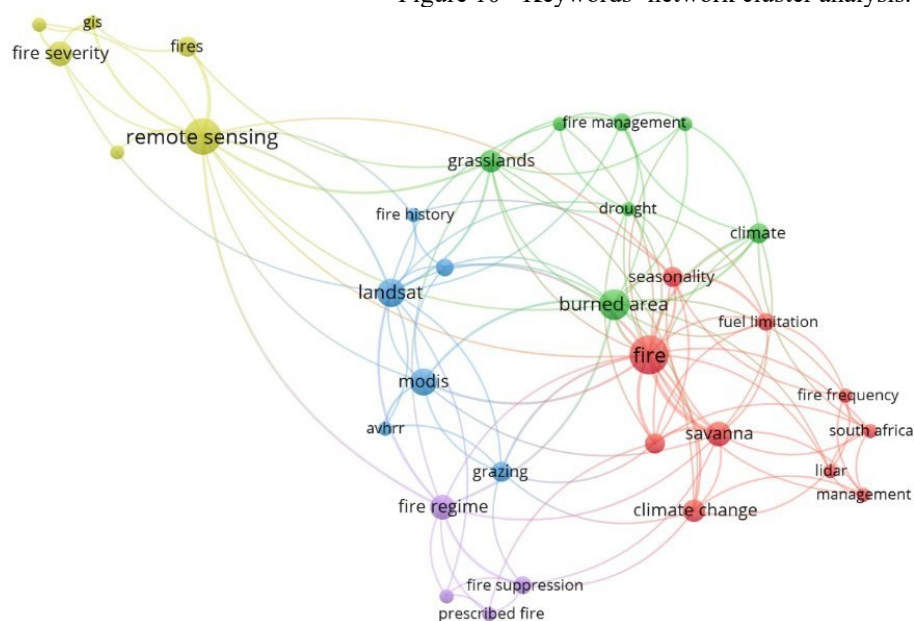 Figure 10 - Keywords' network cluster analysis.
gis
fire severity
fires
remote sensing
fire management
grasslands
fire history
drought
climate
seasonality
landsat
burned area
fuel limitation
fire
modis
fire frequency
avhrr
savanna
south africa
grazing
lidar
management
fire regime
climate change
fire suppression
prescribed fire